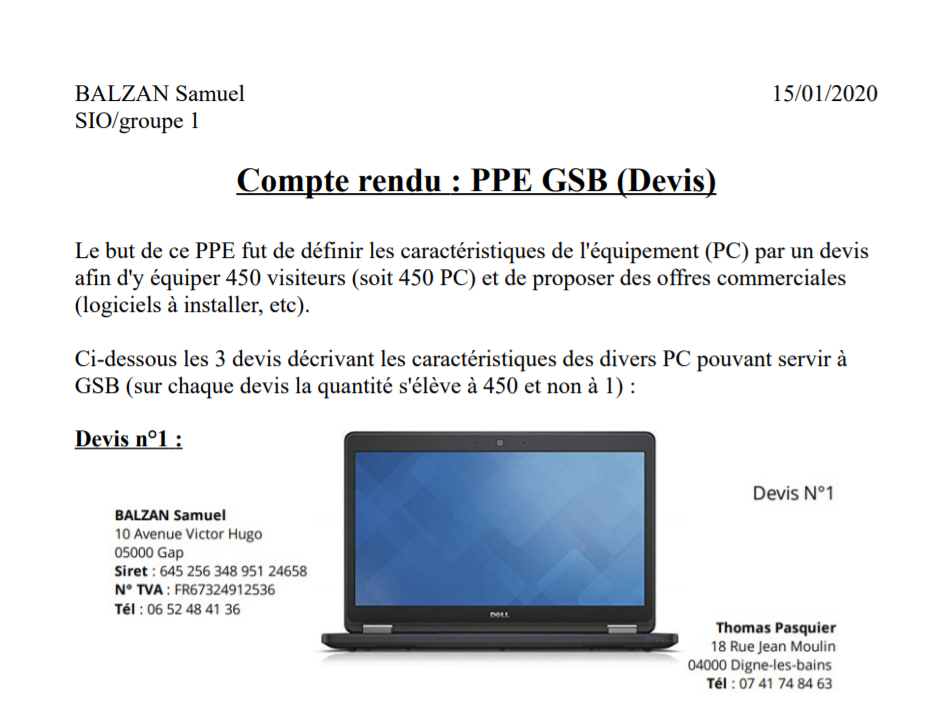 BALZAN Samuel 15/01/2020
SIO/groupe 1
Compte rendu : PPE GSB (Devis)
Le but de ce PPE fut de définir les caractéristiques de l'équipement (PC) par un devis
afin d'y équiper 450 visiteurs (soit 450 PC) et de proposer des offres commerciales
(logiciels à installer, etc).
Ci-dessous les 3 devis décrivant les caractéristiques des divers PC pouvant servir à
GSB (sur chaque devis la quantité s'élève à 450 et non à 1) :
Devis n°1 :
Devis N°1
BALZAN Samuel
10 Avenue Victor Hugo
05000 Gap
Siret : 645 256 348 951 24658
N° TVA : FR67324912536
Tél : 06 52 48 41 36
DELL
Thomas Pasquier
18 Rue Jean Moulin
04000 Digne-les-bains
Tél : 07 41 74 84 63